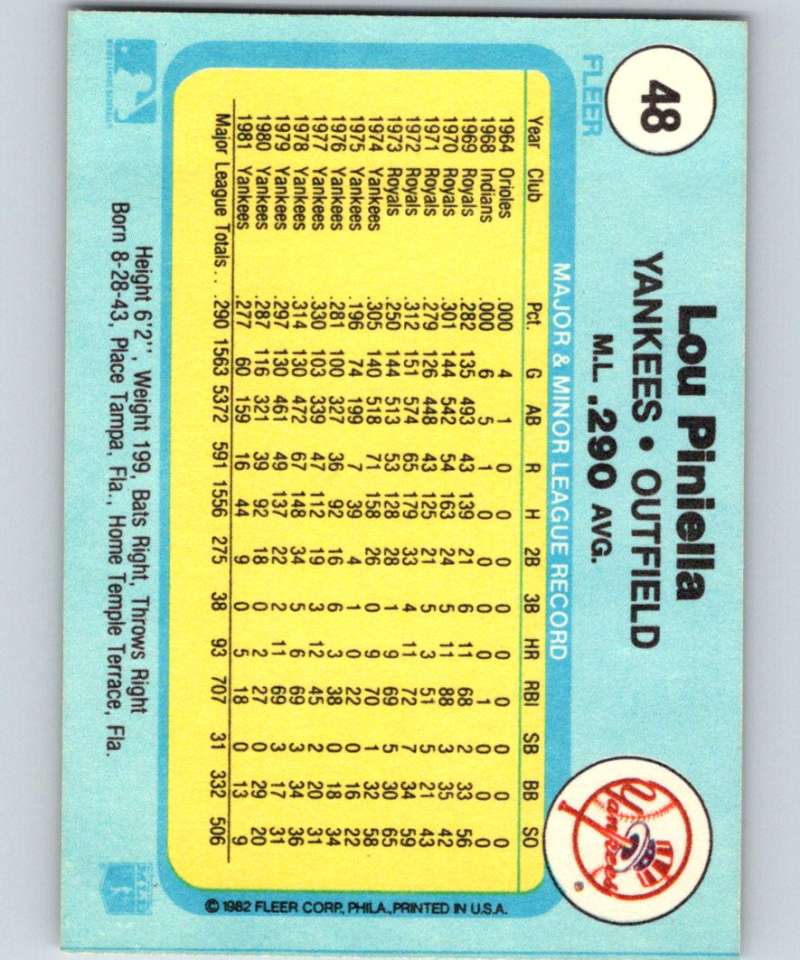 48
FLEER
Lou Piniella
YANKEES • OUTFIELD
M.L. .290 AVG.
Yankees
MAJOR & MINOR LEAGUE RECORD
Year Club Pct. G AB R H 2B 3B HR RBI SB BB SO
1964 Orioles .000 4 1 0 0 0 0 0 0 0 0 0
1968 Indians .000 6 5 1 0 0 0 0 1 0 0 0
1969 Royals .282 135 493 43 139 21 6 11 68 2 33 56
1970 Royals .301 144 542 54 163 24 5 11 88 3 35 42
1971 Royals .279 126 448 43 125 21 5 3 51 5 21 43
1972 Royals .312 151 574 65 179 33 4 11 72 7 34 59
1973 Royals .250 144 513 53 128 28 1 9 69 5 30 65
1974 Yankees .305 140 518 71 158 26 0 9 70 1 32 58
1975 Yankees .196 74 199 7 39 4 1 0 22 0 16 22
1976 Yankees .281 100 327 36 92 16 6 3 38 0 18 34
1977 Yankees .330 103 339 47 112 19 3 12 45 2 20 31
1978 Yankees .314 130 472 67 148 34 5 6 69 3 34 36
1979 Yankees .297 130 461 49 137 22 2 11 69 3 17 31
1980 Yankees .287 116 321 39 92 18 0 2 27 0 29 20
1981 Yankees .277 60 159 16 44 9 0 5 18 0 13 9
Major League Totals . . .290 1563 5372 591 1556 275 38 93 707 31 332 506
© 1982 FLEER CORP., PHILA., PRINTED IN U.S.A.
Height 6'2", Weight 199, Bats Right, Throws Right
Born 8-28-43, Place Tampa, Fla., Home Temple Terrace, Fla.